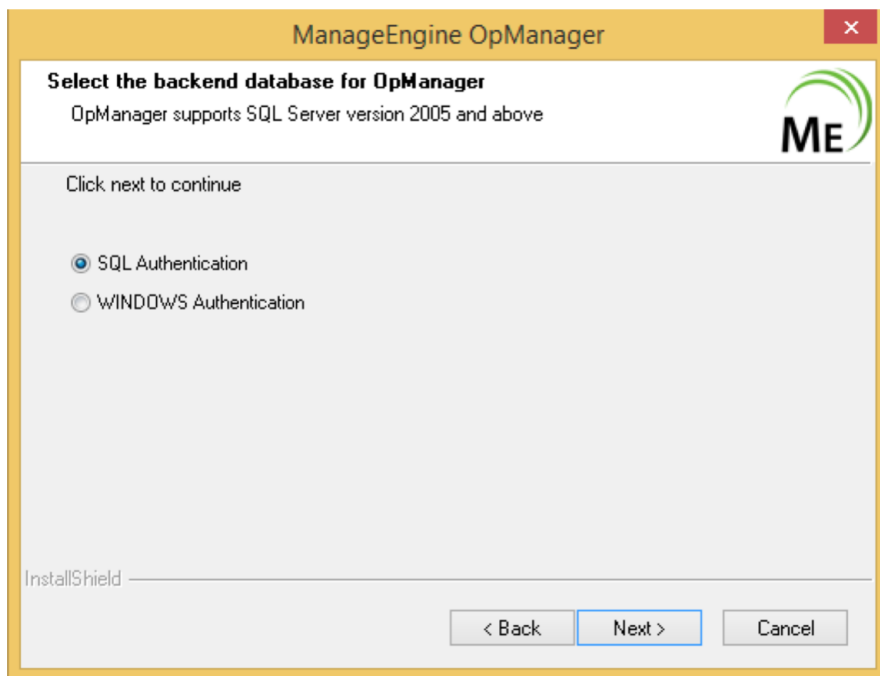 ManageEngine OpManager
Select the backend database for OpManager
OpManager supports SQL Server version 2005 and above
ME
Click next to continue
SQL Authentication
WINDOWS Authentication
InstallShield
< Back
Next >
Cancel